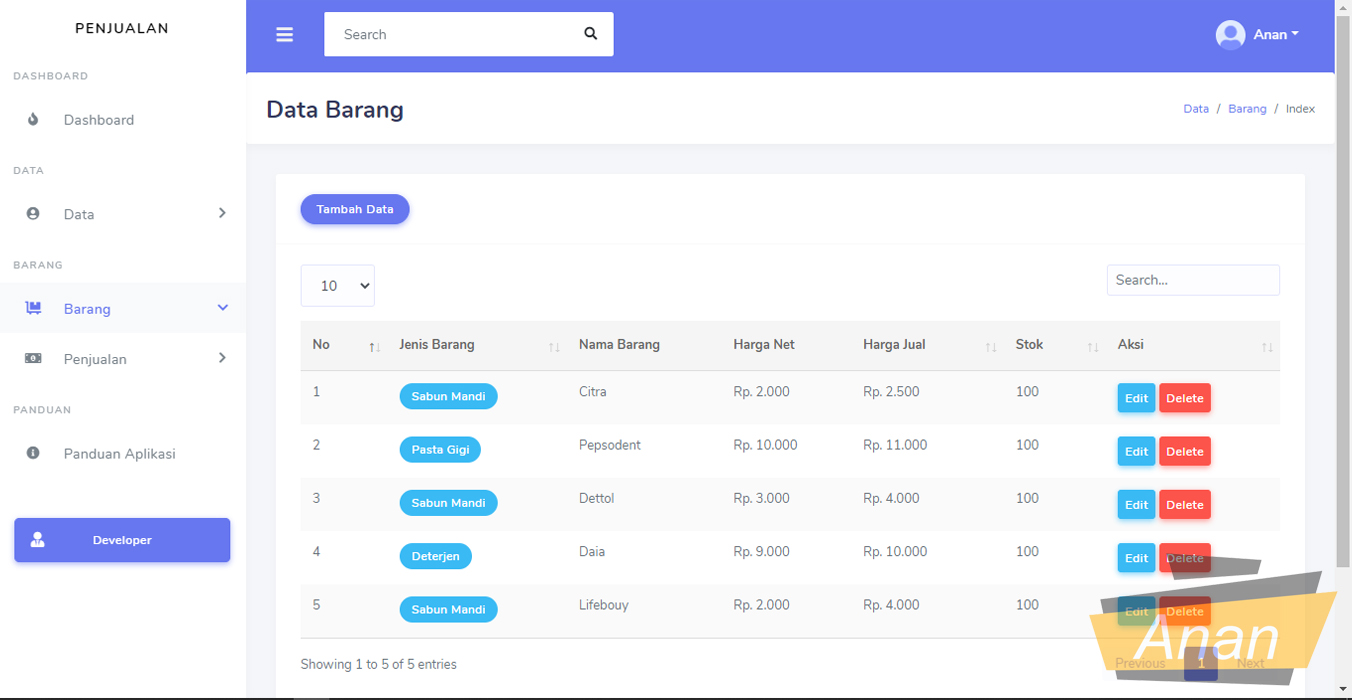 PENJUALAN
Search
Anan
DASHBOARD
Dashboard
Data Barang
Data / Barang / Index
DATA
Data
Tambah Data
BARANG
Barang
10
Search...
Penjualan
No Jenis Barang Nama Barang Harga Net Harga Jual Stok Aksi
1 Sabun Mandi Citra Rp. 2.000 Rp. 2.500 100 Edit Delete
PANDUAN
Panduan Aplikasi
2 Pasta Gigi Pepsodent Rp. 10.000 Rp. 11.000 100 Edit Delete
3 Sabun Mandi Dettol Rp. 3.000 Rp. 4.000 100 Edit Delete
Developer
4 Deterjen Daia Rp. 9.000 Rp. 10.000 100 Edit Delete
5 Sabun Mandi Lifebouy Rp. 2.000 Rp. 4.000 100 Edit Delete
Anan
Showing 1 to 5 of 5 entries
Previous 1 Next